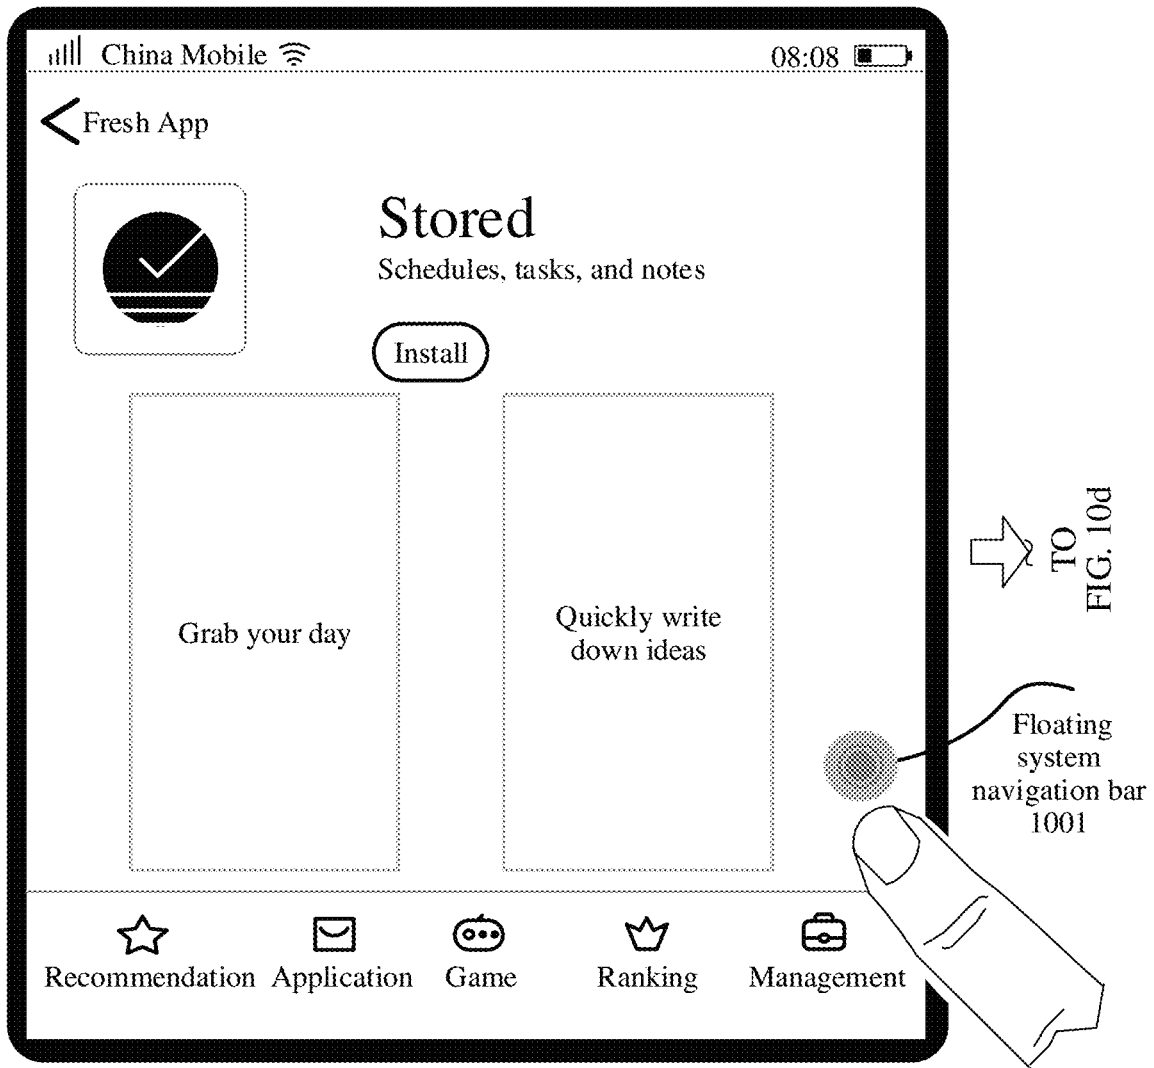 China Mobile 08:08
Fresh App
Stored
Schedules, tasks, and notes
Install
Grab your day
Quickly write
down ideas
TO
FIG. 10d
Floating
system
navigation bar
1001
Recommendation Application Game Ranking Management